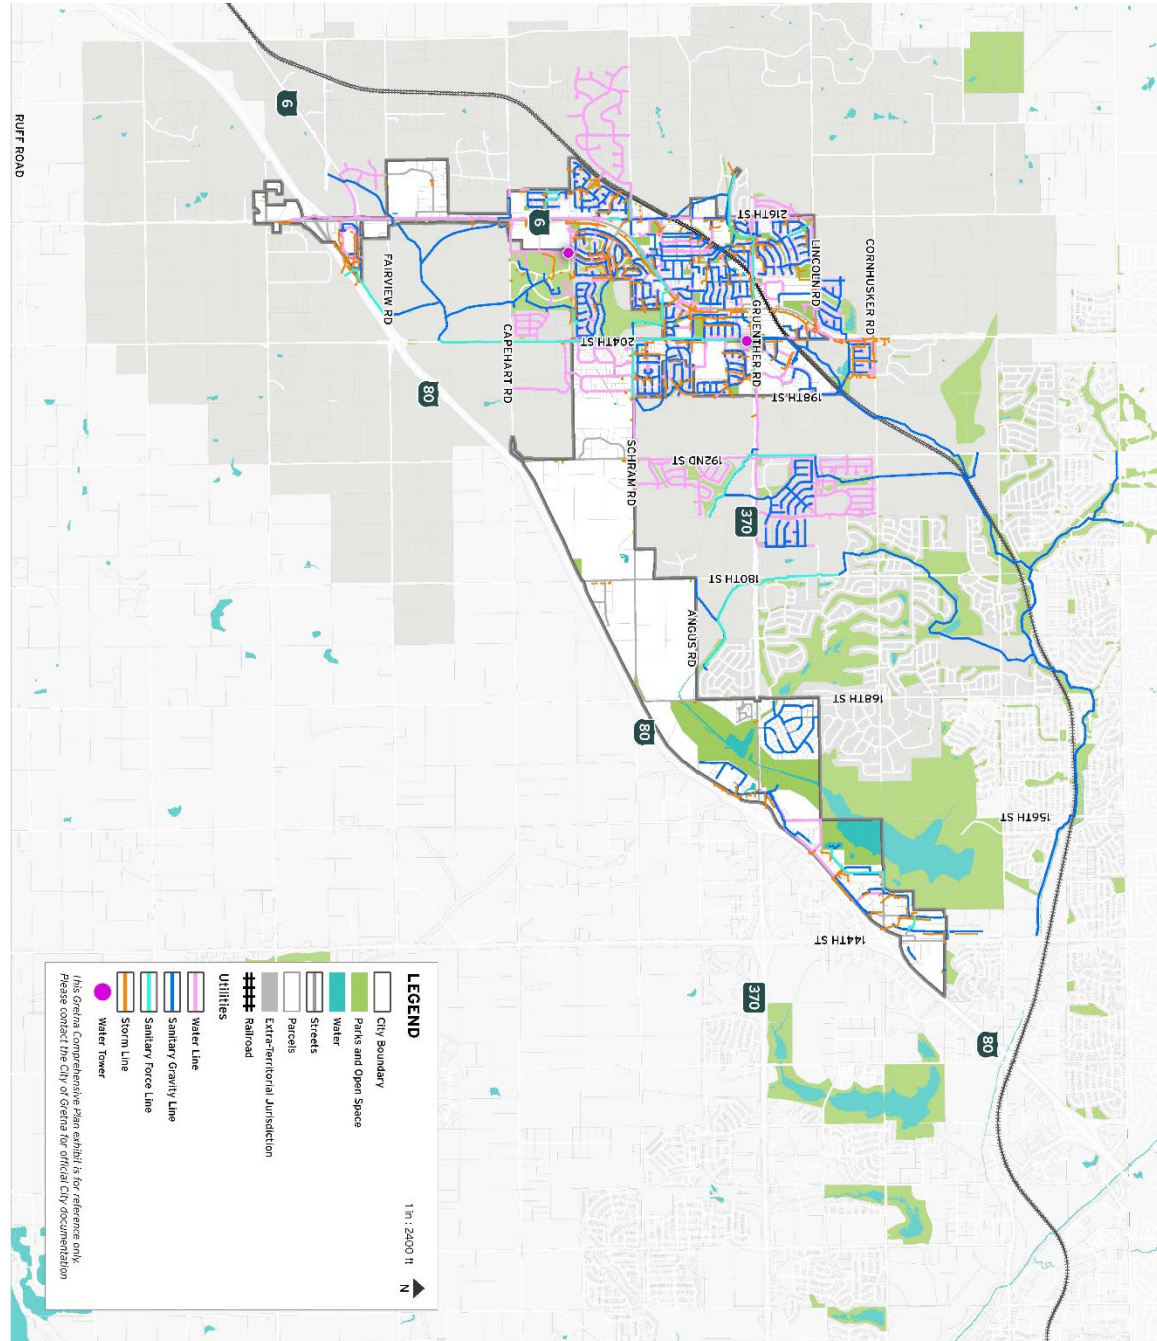 RUFF ROAD
6
FAIRVIEW RD
6
CAPEHART RD
80
204TH ST
SCHRAM RD
216TH ST
LINCOLN RD
CORNHUSKER RD
GRUENTHER RD
198TH ST
192ND ST
370
180TH ST
ANGUS RD
168TH ST
80
156TH ST
144TH ST
370
80
LEGEND
City Boundary
Parks and Open Space
Water
Streets
Parcels
Extra-Territorial Jurisdiction
Railroad
Utilities
Water Line
Sanitary Gravity Line
Sanitary Force Line
Storm Line
Water Tower
1 in : 2400 ft
N
This Gretna Comprehensive Plan exhibit is for reference only.
Please contact the City of Gretna for official City documentation